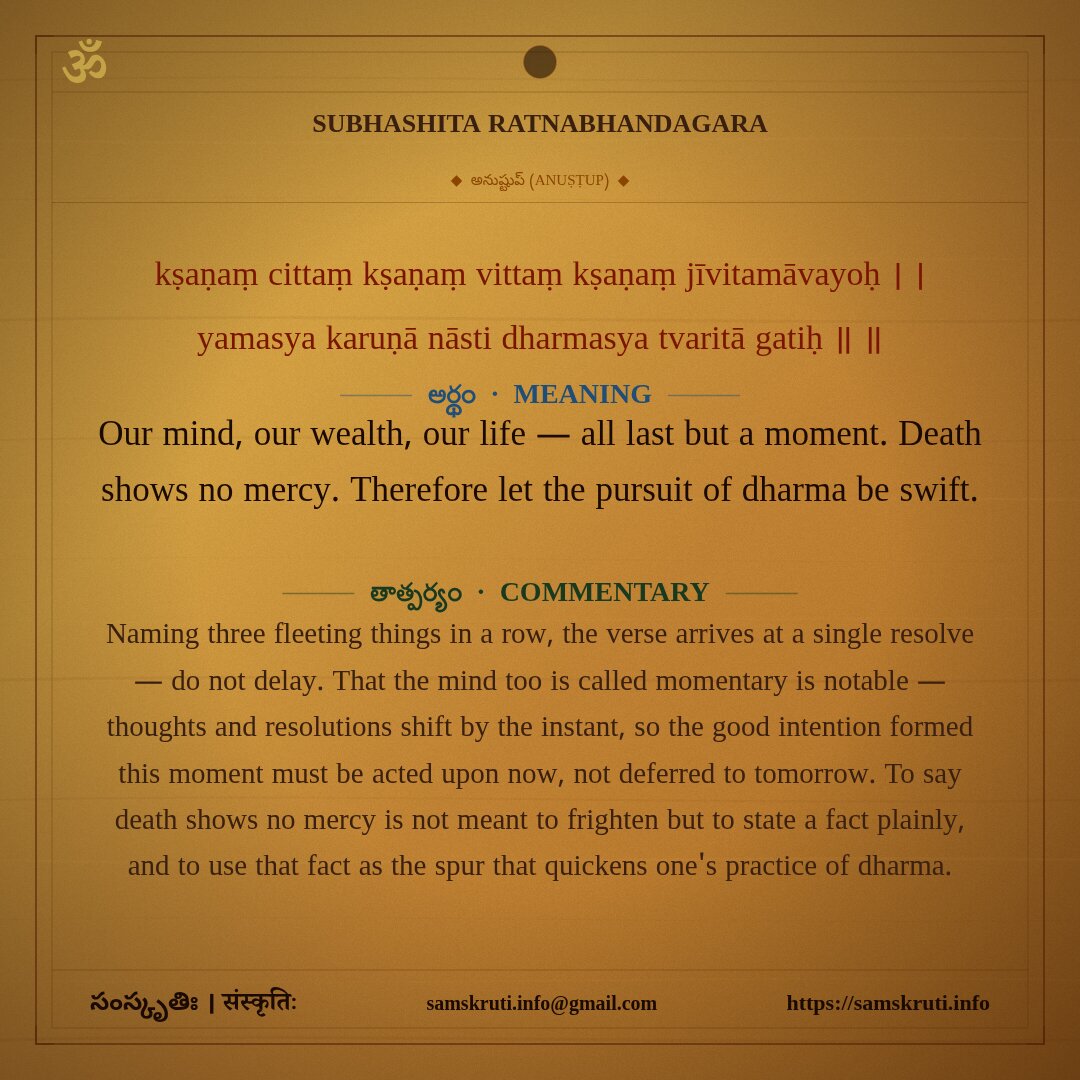 ॐ
SUBHASHITA RATNABHANDAGARA
◆ అనుష్టుప్ (ANUṢṬUP) ◆
kṣaṇaṃ cittaṃ kṣaṇaṃ vittaṃ kṣaṇaṃ jīvitamāvayoḥ | |
yamasya karuṇā nāsti dharmasya tvaritā gatiḥ ‖ ‖
అర్థం · MEANING
Our mind, our wealth, our life — all last but a moment. Death
shows no mercy. Therefore let the pursuit of dharma be swift.
తాత్పర్యం · COMMENTARY
Naming three fleeting things in a row, the verse arrives at a single resolve
— do not delay. That the mind too is called momentary is notable —
thoughts and resolutions shift by the instant, so the good intention formed
this moment must be acted upon now, not deferred to tomorrow. To say
death shows no mercy is not meant to frighten but to state a fact plainly,
and to use that fact as the spur that quickens one's practice of dharma.
సంస్కృతిః | संस्कृतिः samskruti.info@gmail.com https://samskruti.info